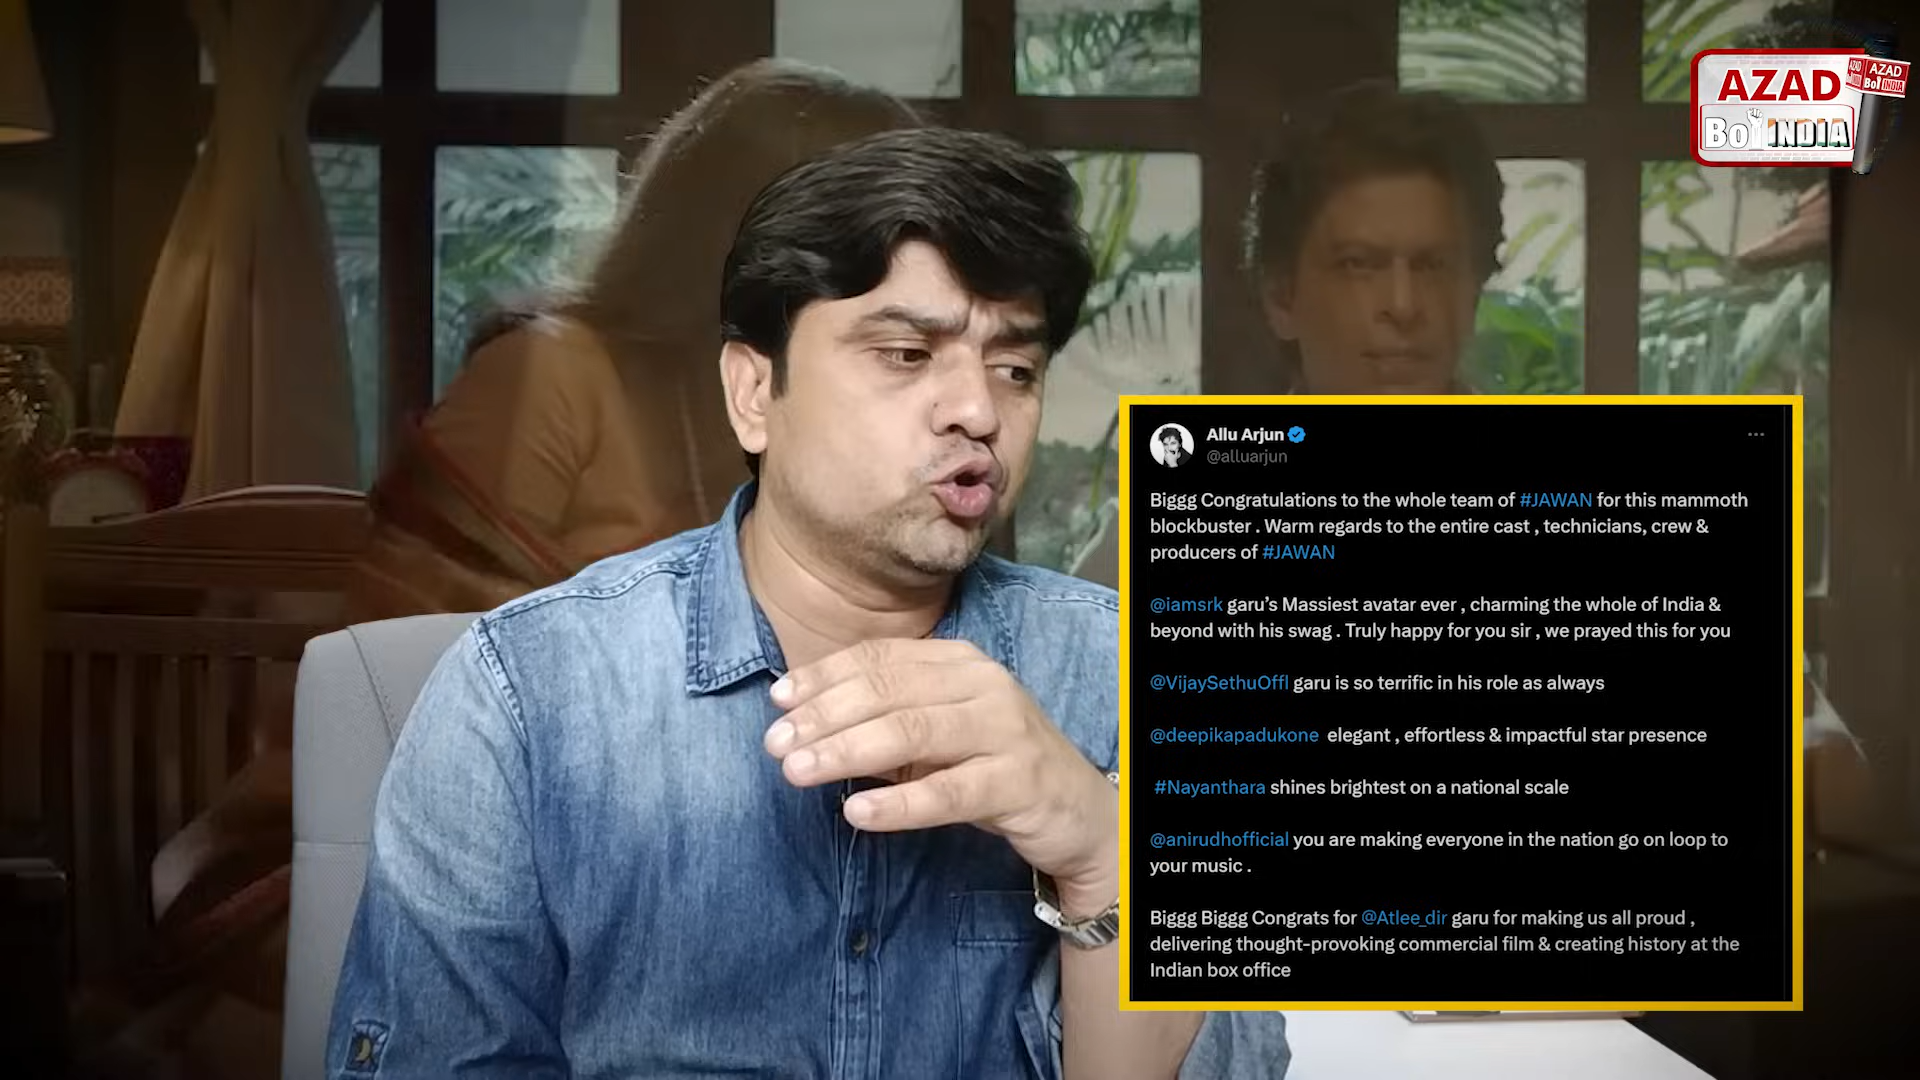 AZAD
Bol INDIA
AZAD
Bol INDIA
Allu Arjun
@alluarjun
Biggg Congratulations to the whole team of #JAWAN for this mammoth
blockbuster . Warm regards to the entire cast , technicians, crew &
producers of #JAWAN
@iamsrk garu’s Massiest avatar ever , charming the whole of India &
beyond with his swag . Truly happy for you sir , we prayed this for you
@VijaySethuOffl garu is so terrific in his role as always
@deepikapadukone elegant , effortless & impactful star presence
#Nayanthara shines brightest on a national scale
@anirudhofficial you are making everyone in the nation go on loop to
your music .
Biggg Biggg Congrats for @Atlee_dir garu for making us all proud ,
delivering thought-provoking commercial film & creating history at the
Indian box office